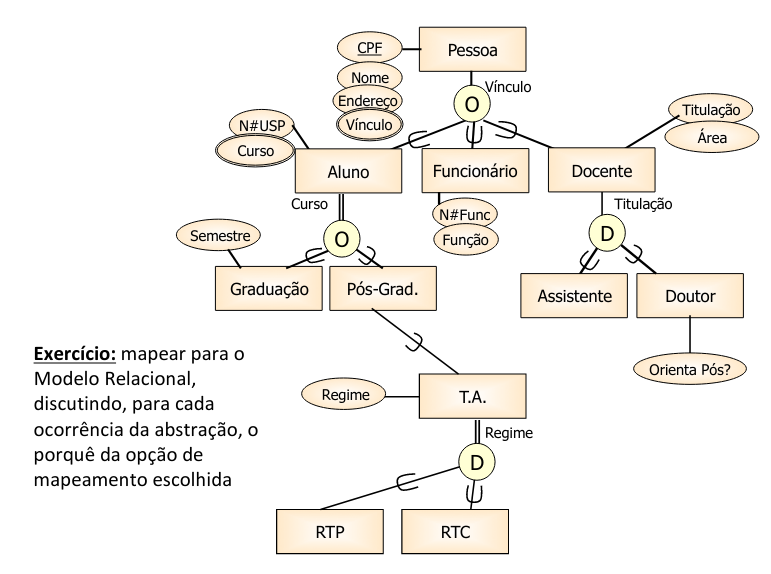 CPF
Pessoa
Nome
Vínculo
Endereço
O
Vínculo
N#USP
Titulação
Curso
Área
Aluno
Funcionário
Docente
Curso
Titulação
N#Func
Semestre
O
Função
D
Graduação
Pós-Grad.
Assistente
Doutor
Exercício: mapear para o
Modelo Relacional,
discutindo, para cada
ocorrência da abstração, o
porquê da opção de
mapeamento escolhida
Orienta Pós?
Regime
T.A.
Regime
D
RTP
RTC